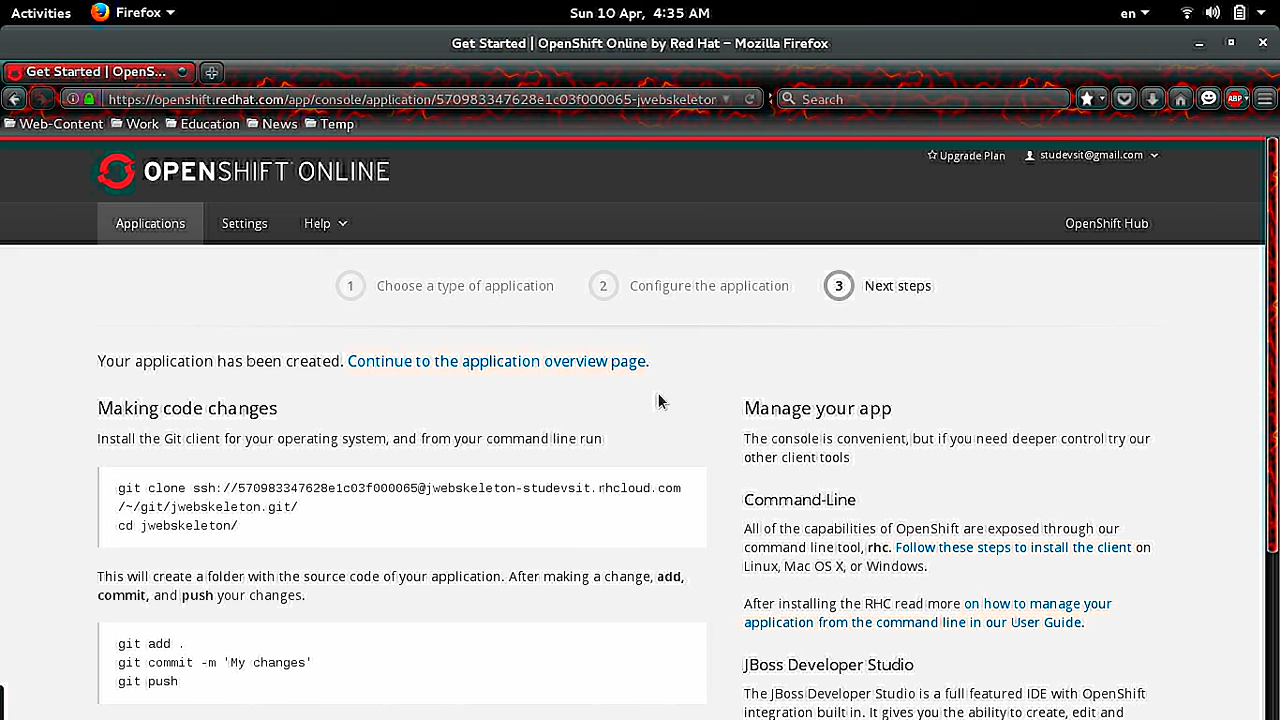 Activities Firefox Sun 10 Apr, 4:35 AM en
Get Started | OpenShift Online by Red Hat – Mozilla Firefox
Get Started | OpenS...
https://openshift.redhat.com/app/console/application/570983347628e1c03f000065-jwebskeletor Search ABP
Web-Content Work Education News Temp
OPENSHIFT ONLINE
Upgrade Plan studevsit@gmail.com
Applications Settings Help OpenShift Hub
1 Choose a type of application 2 Configure the application 3 Next steps
Your application has been created. Continue to the application overview page.
Making code changes
Install the Git client for your operating system, and from your command line run
git clone ssh://570983347628e1c03f000065@jwebskeleton-studevsit.rhcloud.com
/~/git/jwebskeleton.git/
cd jwebskeleton/
This will create a folder with the source code of your application. After making a change, add,
commit, and push your changes.
git add .
git commit -m 'My changes'
git push
Manage your app
The console is convenient, but if you need deeper control try our
other client tools
Command-Line
All of the capabilities of OpenShift are exposed through our
command line tool, rhc. Follow these steps to install the client on
Linux, Mac OS X, or Windows.
After installing the RHC read more on how to manage your
application from the command line in our User Guide.
JBoss Developer Studio
The JBoss Developer Studio is a full featured IDE with OpenShift
integration built in. It gives you the ability to create, edit and